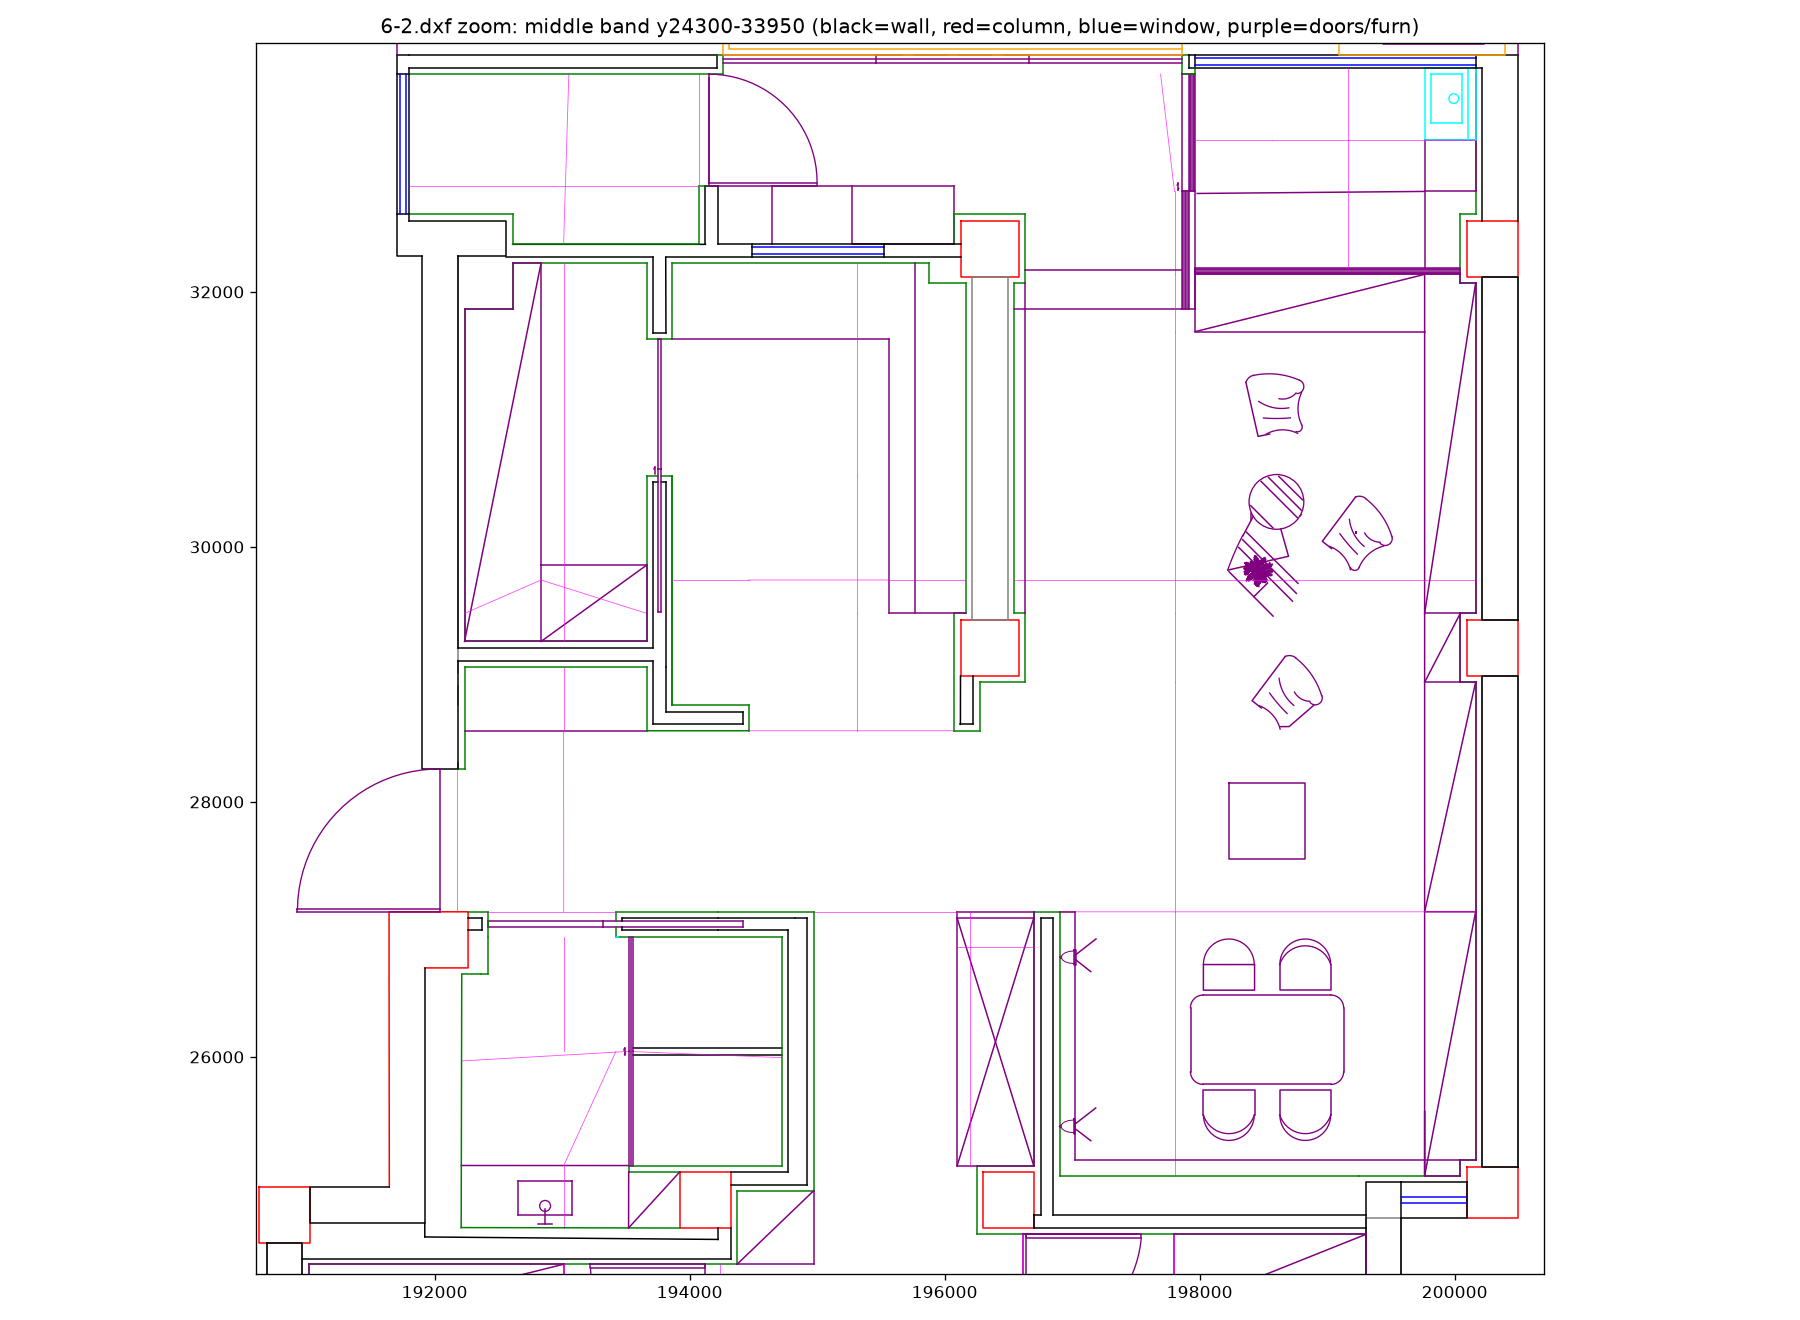 6-2.dxf zoom: middle band y24300-33950 (black=wall, red=column, blue=window, purple=doors/furn)
32000
30000
28000
26000
192000 194000 196000 198000 200000